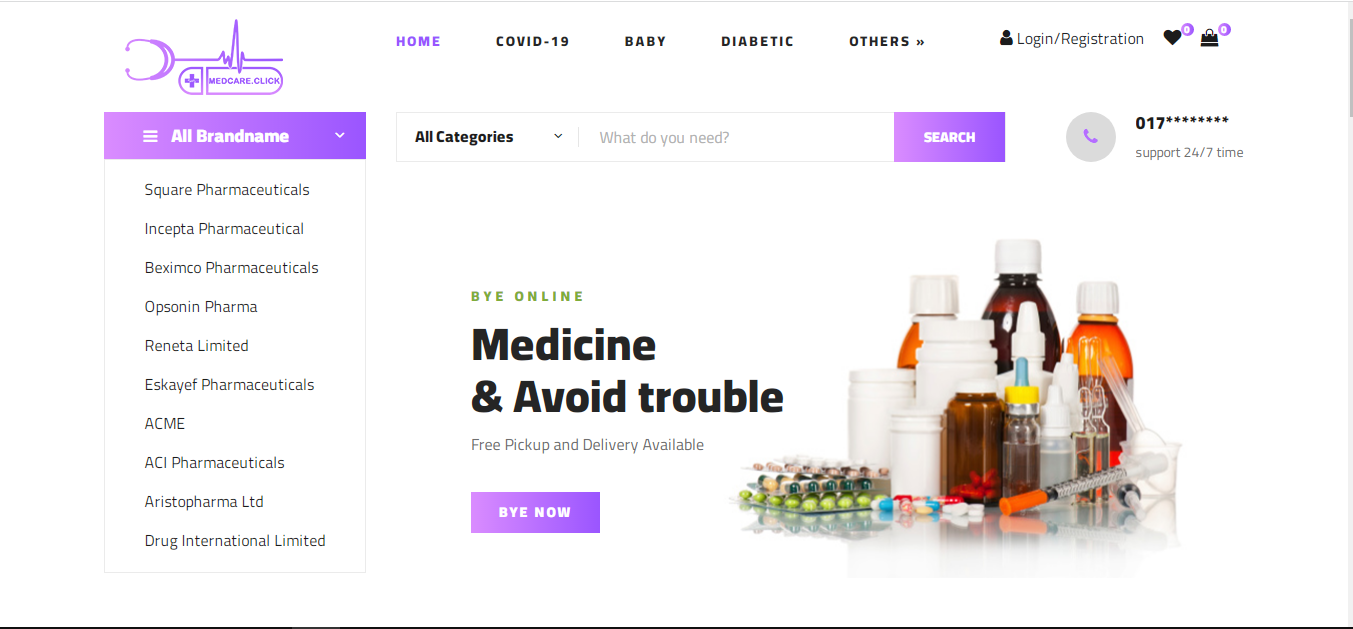 MEDCARE.CLICK
HOME COVID-19 BABY DIABETIC OTHERS »
Login/Registration 0 0
All Brandname
All Categories What do you need? SEARCH
017********
support 24/7 time
Square Pharmaceuticals
Incepta Pharmaceutical
Beximco Pharmaceuticals
Opsonin Pharma
Reneta Limited
Eskayef Pharmaceuticals
ACME
ACI Pharmaceuticals
Aristopharma Ltd
Drug International Limited
BYE ONLINE
Medicine
& Avoid trouble
Free Pickup and Delivery Available
BYE NOW